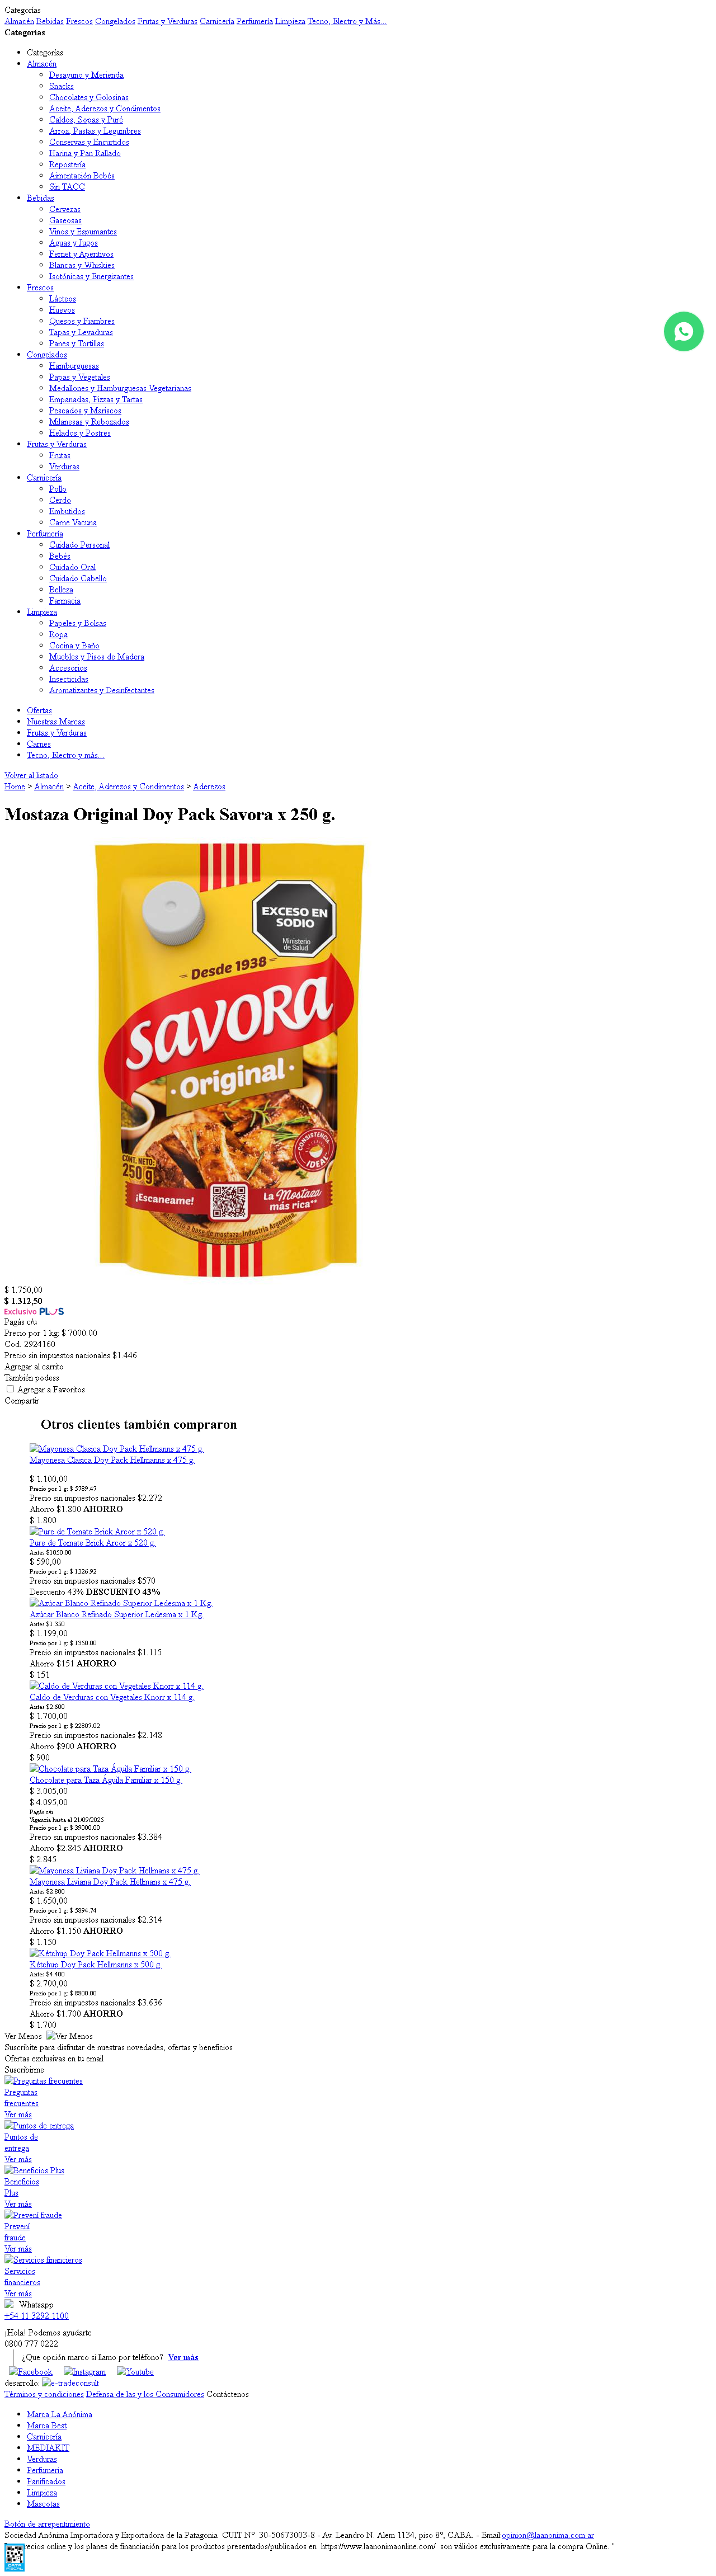 Categorías
Almacén Bebidas Frescos Congelados Frutas y Verduras Carnicería Perfumería Limpieza Tecno, Electro y Más...
Categorías
Categorías
Almacén
Desayuno y Merienda
Snacks
Chocolates y Golosinas
Aceite, Aderezos y Condimentos
Caldos, Sopas y Puré
Arroz, Pastas y Legumbres
Conservas y Encurtidos
Harina y Pan Rallado
Repostería
Aimentación Bebés
Sin TACC
Bebidas
Cervezas
Gaseosas
Vinos y Espumantes
Aguas y Jugos
Fernet y Aperitivos
Blancas y Whiskies
Isotónicas y Energizantes
Frescos
Lácteos
Huevos
Quesos y Fiambres
Tapas y Levaduras
Panes y Tortillas
Congelados
Hamburguesas
Papas y Vegetales
Medallones y Hamburguesas Vegetarianas
Empanadas, Pizzas y Tartas
Pescados y Mariscos
Milanesas y Rebozados
Helados y Postres
Frutas y Verduras
Frutas
Verduras
Carnicería
Pollo
Cerdo
Embutidos
Carne Vacuna
Perfumería
Cuidado Personal
Bebés
Cuidado Oral
Cuidado Cabello
Belleza
Farmacia
Limpieza
Papeles y Bolsas
Ropa
Cocina y Baño
Muebles y Pisos de Madera
Accesorios
Insecticidas
Aromatizantes y Desinfectantes
Ofertas
Nuestras Marcas
Frutas y Verduras
Carnes
Tecno, Electro y más...
Volver al listado
Home > Almacén > Aceite, Aderezos y Condimentos > Aderezos
Mostaza Original Doy Pack Savora x 250 g.
EXCESO EN
SODIO
Ministerio
de Salud
SAVORA
Original
CONSISTENCIA
IDEAL
CONT. NETO:
250 g
¡Escaneame!
La Mostaza
más rica**
base de mostaza. Industria Argentina.
$ 1.750,00
$ 1.312,50
Exclusivo PLUS
Pagás c/u
Precio por 1 kg: $ 7000.00
Cod. 2924160
Precio sin impuestos nacionales $1.446
Agregar al carrito
También podess
Agregar a Favoritos
Compartir
Otros clientes también compraron
Mayonesa Clasica Doy Pack Hellmanns x 475 g.
Mayonesa Clasica Doy Pack Hellmanns x 475 g.
$ 1.100,00
Precio por 1 g: $ 5789.47
Precio sin impuestos nacionales $2.272
Ahorro $1.800 AHORRO
$ 1.800
Pure de Tomate Brick Arcor x 520 g.
Pure de Tomate Brick Arcor x 520 g.
Antes $1050.00
$ 590,00
Precio por 1 g: $ 1326.92
Precio sin impuestos nacionales $570
Descuento 43% DESCUENTO 43%
Azúcar Blanco Refinado Superior Ledesma x 1 Kg.
Azúcar Blanco Refinado Superior Ledesma x 1 Kg.
Antes $1.350
$ 1.199,00
Precio por 1 g: $ 1350.00
Precio sin impuestos nacionales $1.115
Ahorro $151 AHORRO
$ 151
Caldo de Verduras con Vegetales Knorr x 114 g.
Caldo de Verduras con Vegetales Knorr x 114 g.
Antes $2.600
$ 1.700,00
Precio por 1 g: $ 22807.02
Precio sin impuestos nacionales $2.148
Ahorro $900 AHORRO
$ 900
Chocolate para Taza Águila Familiar x 150 g.
Chocolate para Taza Águila Familiar x 150 g.
$ 3.005,00
$ 4.095,00
Pagás c/u
Vigencia hasta el 21/09/2025
Precio por 1 g: $ 39000.00
Precio sin impuestos nacionales $3.384
Ahorro $2.845 AHORRO
$ 2.845
Mayonesa Liviana Doy Pack Hellmans x 475 g.
Mayonesa Liviana Doy Pack Hellmans x 475 g.
Antes $2.800
$ 1.650,00
Precio por 1 g: $ 5894.74
Precio sin impuestos nacionales $2.314
Ahorro $1.150 AHORRO
$ 1.150
Kétchup Doy Pack Hellmanns x 500 g.
Kétchup Doy Pack Hellmanns x 500 g.
Antes $4.400
$ 2.700,00
Precio por 1 g: $ 8800.00
Precio sin impuestos nacionales $3.636
Ahorro $1.700 AHORRO
$ 1.700
Ver Menos Ver Menos
Suscribite para disfrutar de nuestras novedades, ofertas y beneficios
Ofertas exclusivas en tu email
Suscribirme
Preguntas frecuentes
Preguntas
frecuentes
Ver más
Puntos de entrega
Puntos de
entrega
Ver más
Beneficios Plus
Beneficios
Plus
Ver más
Prevení fraude
Prevení
fraude
Ver más
Servicios financieros
Servicios
financieros
Ver más
Whatsapp
+54 11 3292 1100
¡Hola! Podemos ayudarte
0800 777 0222
¿Que opción marco si llamo por teléfono? Ver más
Facebook Instagram Youtube
desarrollo: e-tradeconsult
Términos y condiciones Defensa de las y los Consumidores Contáctenos
Marca La Anónima
Marca Best
Carnicería
MEDIAKIT
Verduras
Perfumeria
Panificados
Limpieza
Mascotas
Botón de arrepentimiento
Sociedad Anónima Importadora y Exportadora de la Patagonia CUIT Nº 30-50673003-8 - Av. Leandro N. Alem 1134, piso 8º, CABA. - Email:opinion@laanonima.com.ar
recios online y los planes de financiación para los productos presentados/publicados en https://www.laanonimaonline.com/ son válidos exclusivamente para la compra Online. "